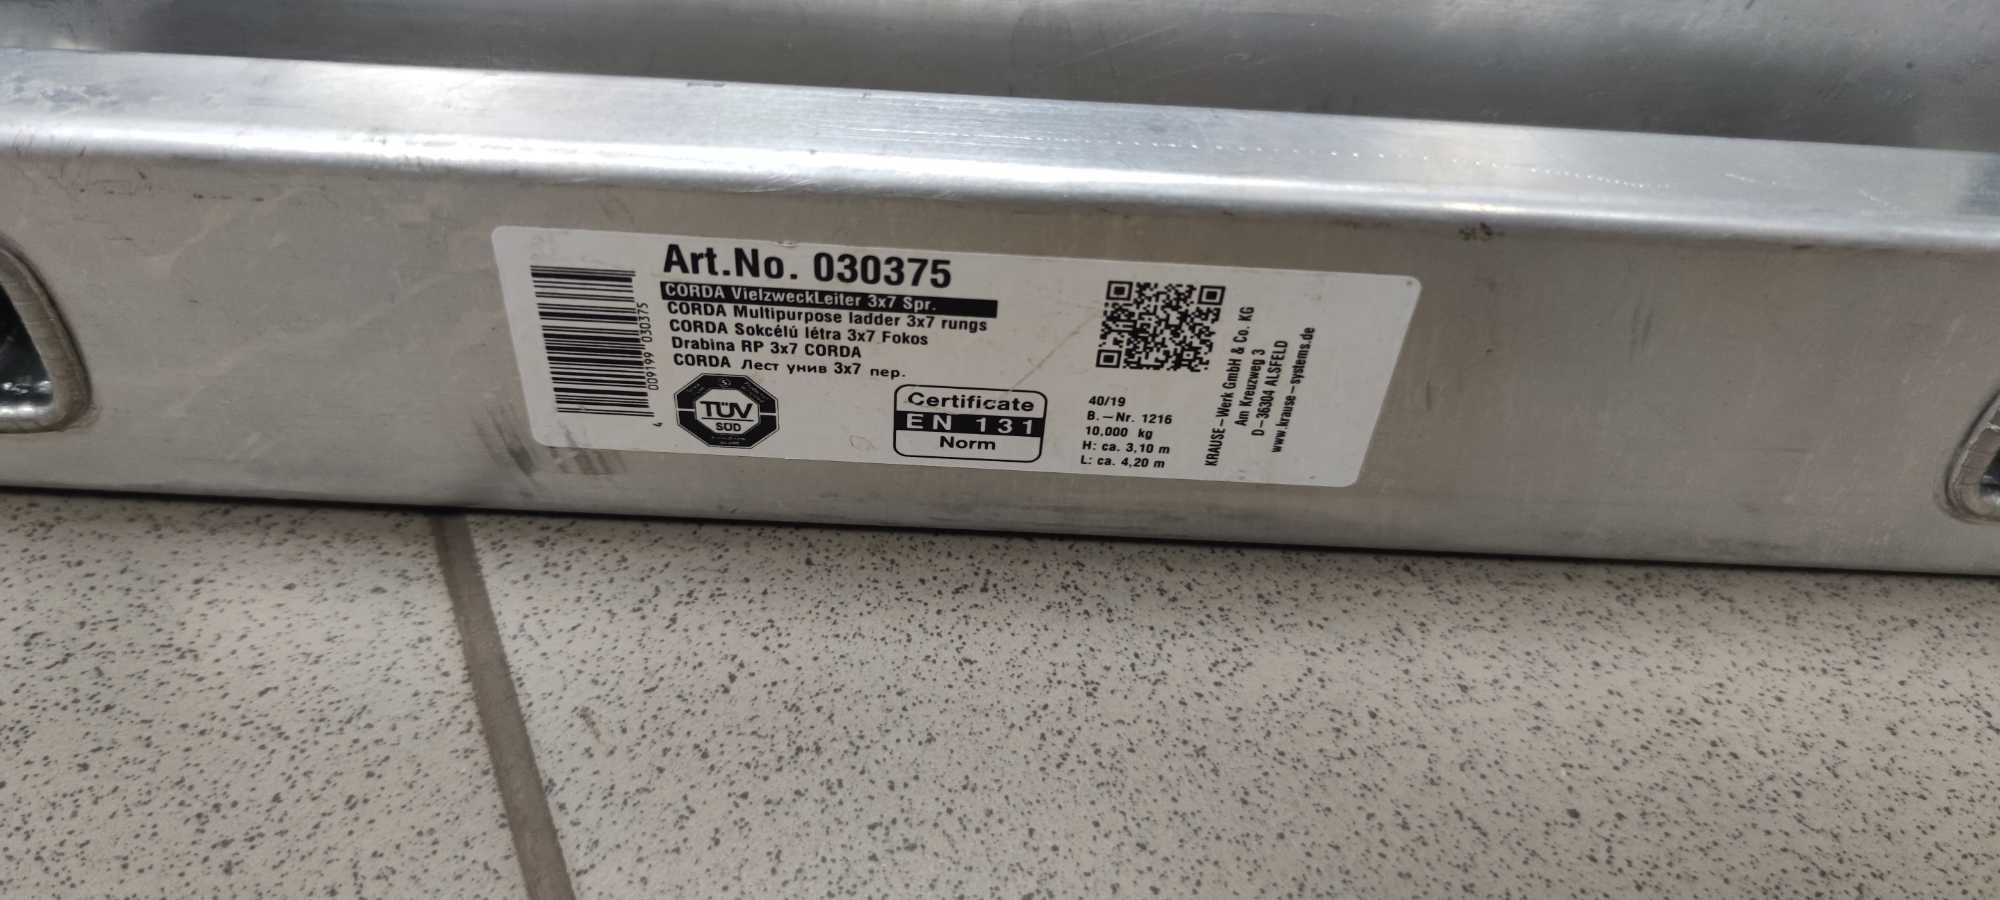 Art.No. 030375
CORDA VielzweckLeiter 3x7 Spr.
CORDA Multipurpose ladder 3x7 rungs
CORDA Sokcélú létra 3x7 Fokos
Drabina RP 3x7 CORDA
CORDA Лест унив 3x7 пер.
4 009199 030375
TÜV
SÜD
Certificate
EN 131
Norm
40/19
B.-Nr. 1216
10,000 kg
H: ca. 3,10 m
L: ca. 4,20 m
KRAUSE-Werk GmbH & Co. KG
Am Kreuzweg 3
D-36304 ALSFELD
www.krause-systems.de